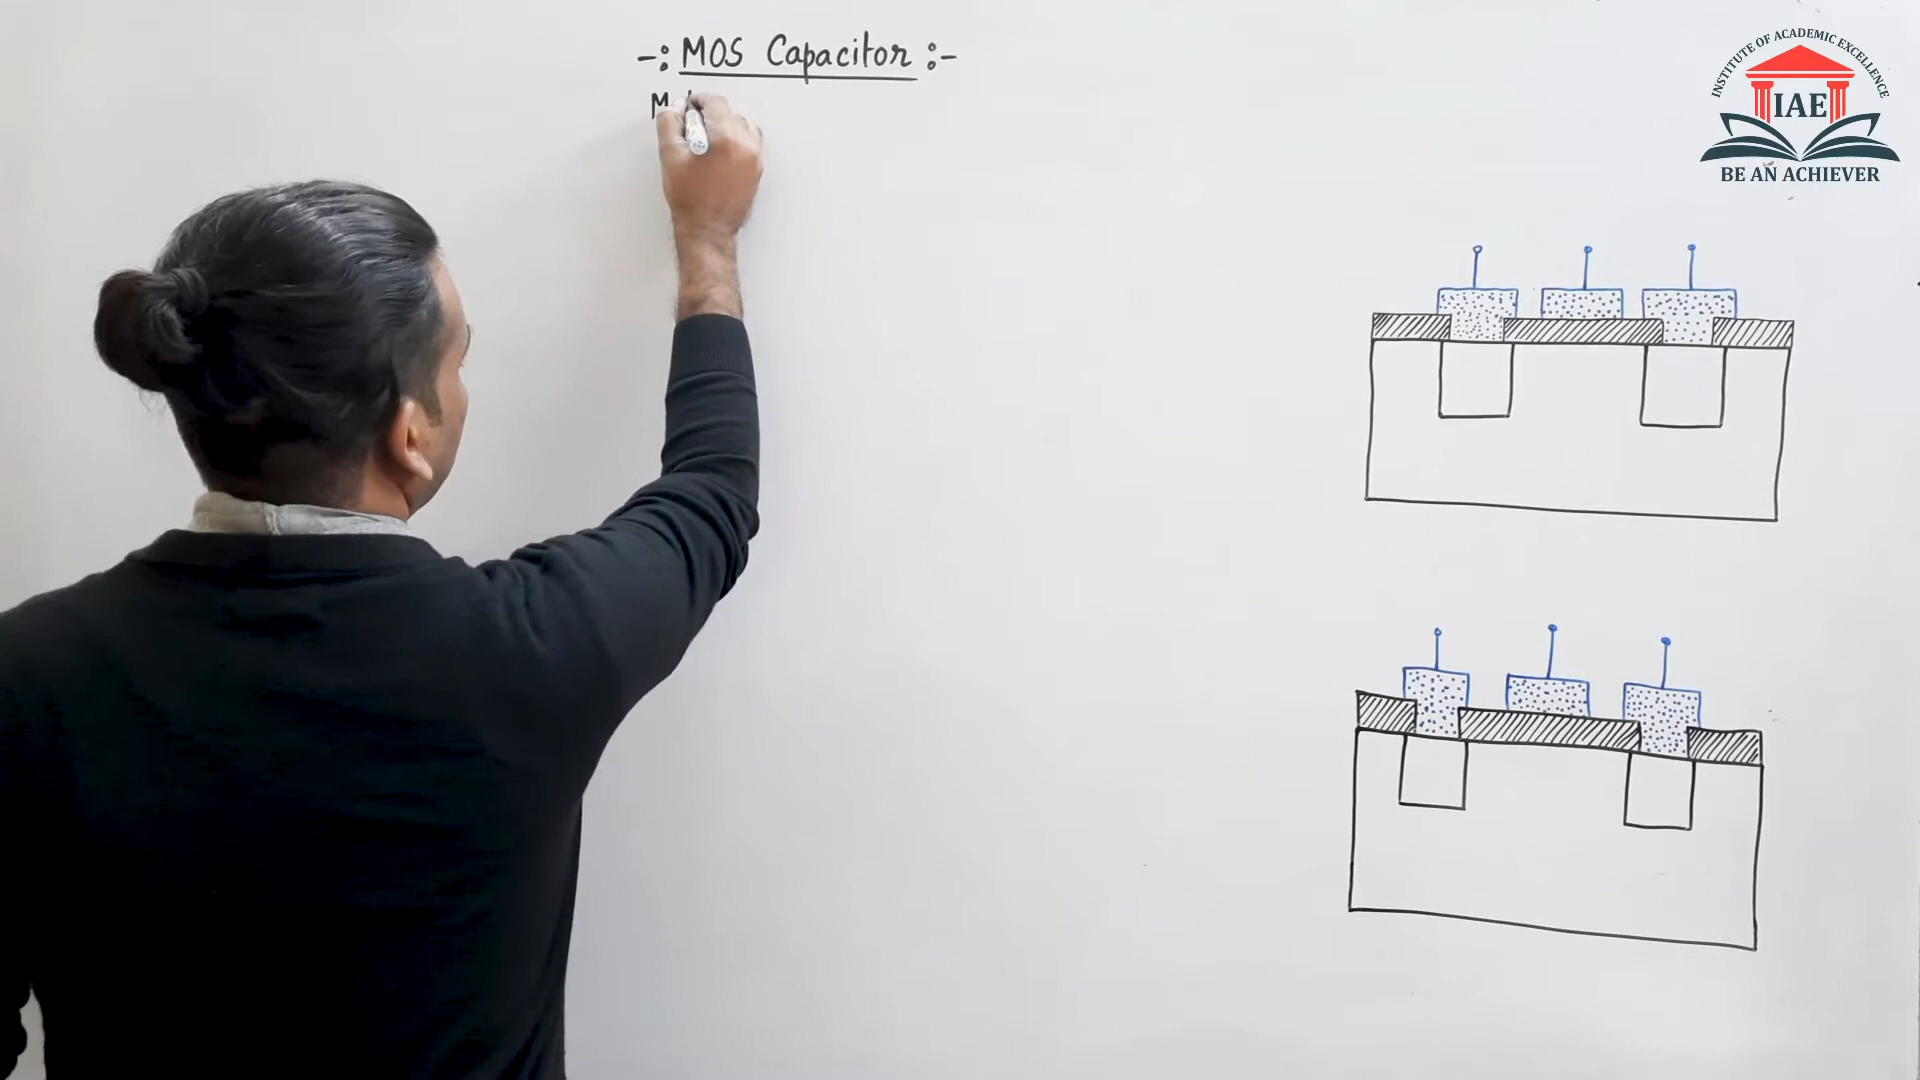 -: MOS Capacitor :-
M
INSTITUTE OF ACADEMIC EXCELLENCE
IAE
BE AN ACHIEVER